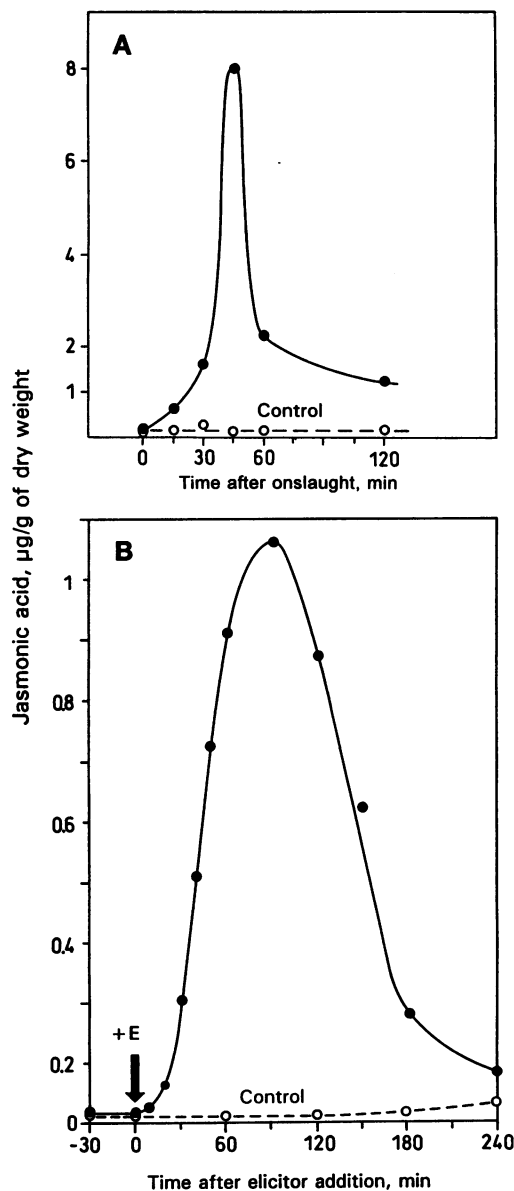 A
8
6
4
2
1
Control
0 30 60 120
Time after onslaught, min
Jasmonic acid, µg/g of dry weight
B
1
0.8
0.6
0.4
+E
0.2
Control
0
-30 0 60 120 180 240
Time after elicitor addition, min